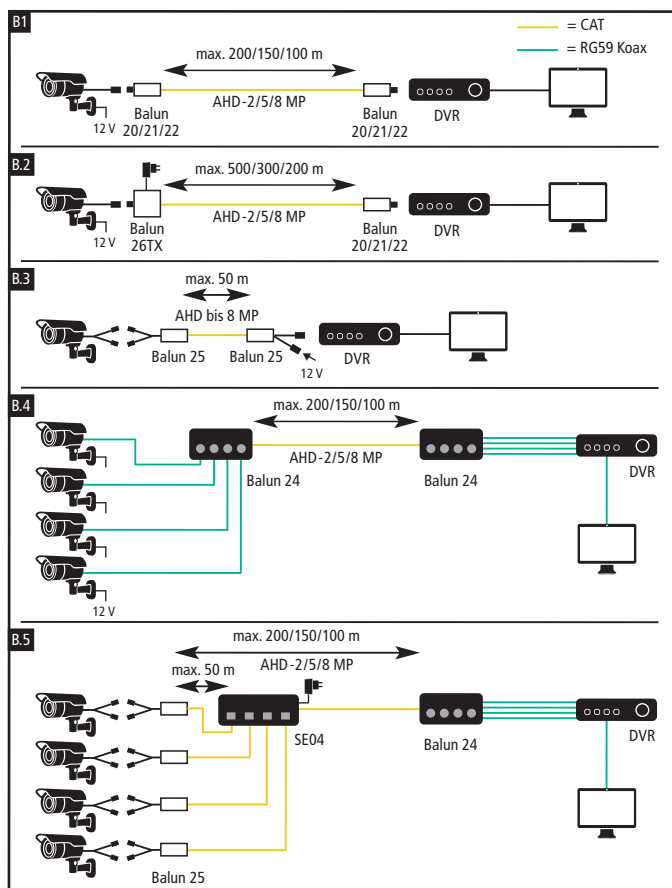 B1
= CAT
= RG59 Koax
max. 200/150/100 m
AHD-2/5/8 MP
12 V
Balun
20/21/22
Balun
20/21/22
DVR
B.2
max. 500/300/200 m
AHD-2/5/8 MP
12 V
Balun
26TX
Balun
20/21/22
DVR
B.3
max. 50 m
AHD bis 8 MP
Balun 25
Balun 25
12 V
DVR
B.4
max. 200/150/100 m
AHD-2/5/8 MP
Balun 24
Balun 24
DVR
12 V
B.5
max. 200/150/100 m
AHD-2/5/8 MP
max. 50 m
SE04
Balun 24
DVR
Balun 25